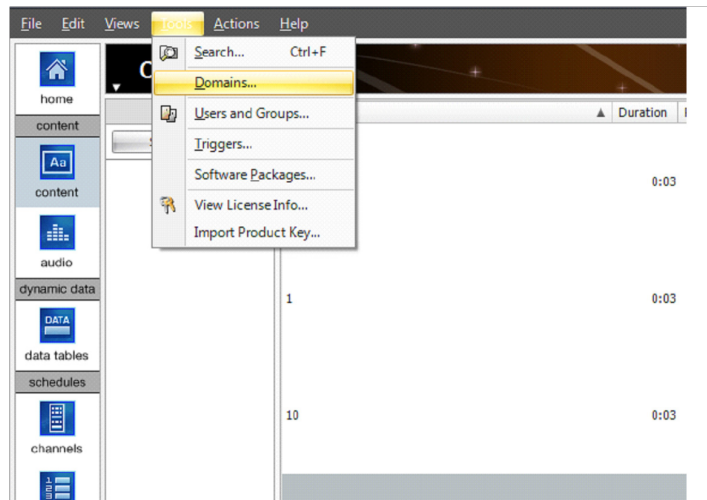 File Edit Views Tools Actions Help
Search... Ctrl+F
Domains...
Users and Groups...
Triggers...
Software Packages...
View License Info...
Import Product Key...
home
content
Aa
content
audio
dynamic data
DATA
data tables
schedules
channels
Duration
0:03
1 0:03
10 0:03